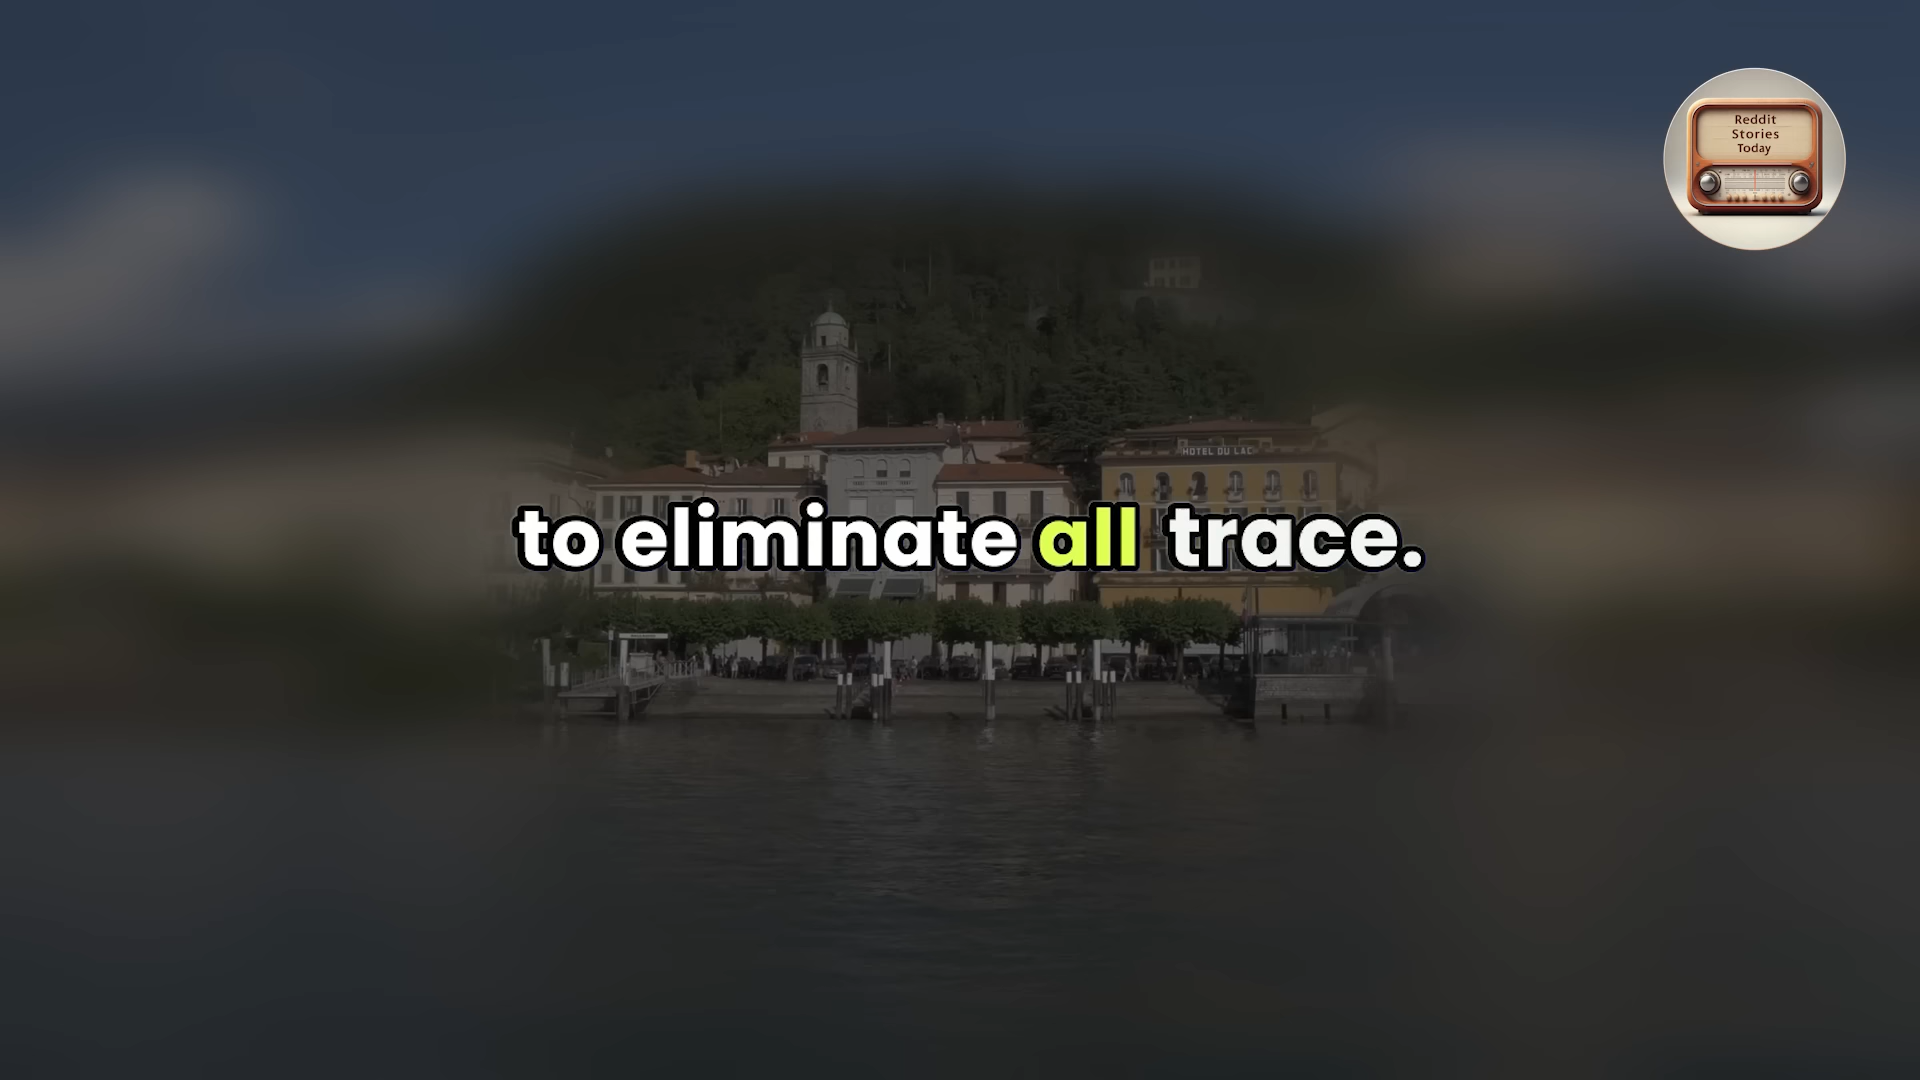 Reddit
Stories
Today
HOTEL DU LAC
to eliminate all trace.